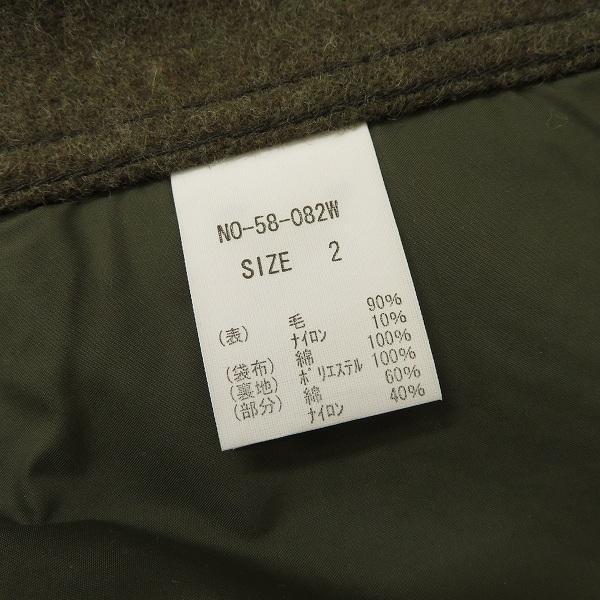 NO-58-082W
SIZE 2
(表) 毛 90%
ナイロン 10%
(袋布) 綿 100%
(裏地) ポリエステル 100%
(部分) 綿 60%
ナイロン 40%